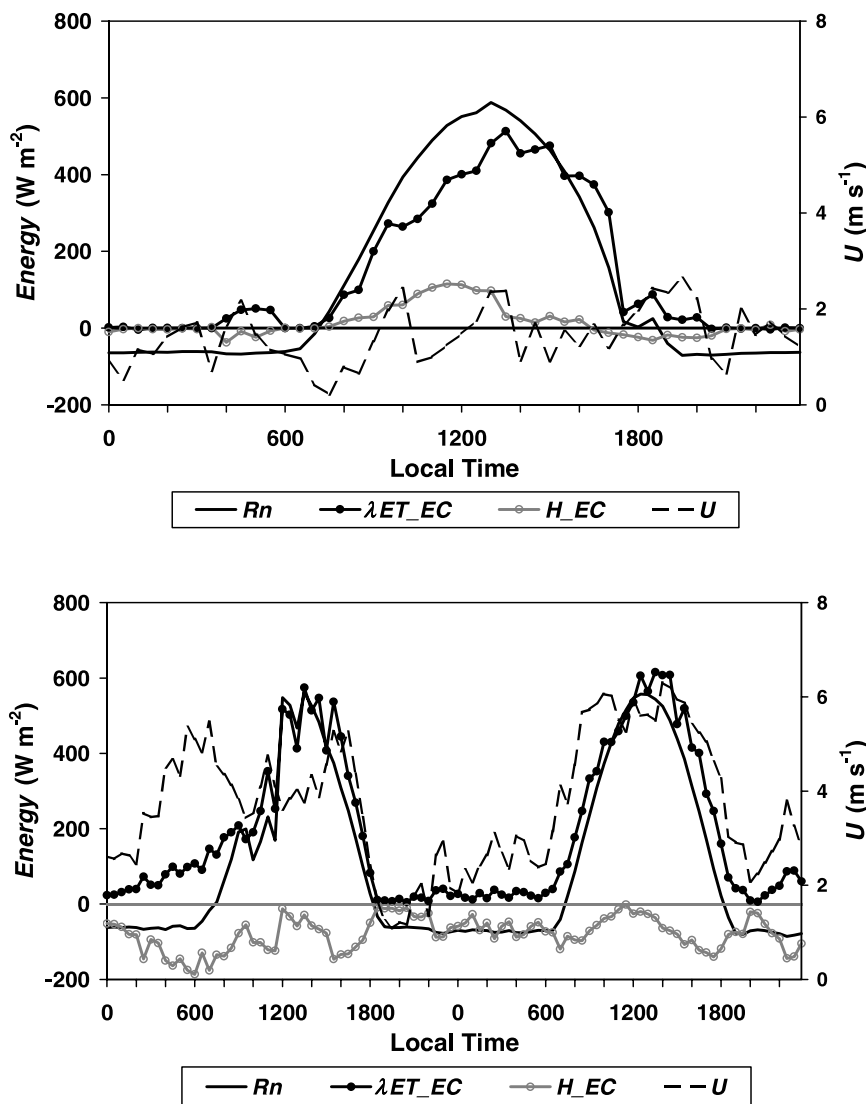 800
600
400
200
0
-200
Energy (W m-2)
8
6
4
2
0
U (m s-1)
0 600 1200 1800
Local Time
Rn λET_EC H_EC U
800
600
400
200
0
-200
Energy (W m-2)
8
6
4
2
0
U (m s-1)
0 600 1200 1800 0 600 1200 1800
Local Time
Rn λET_EC H_EC U